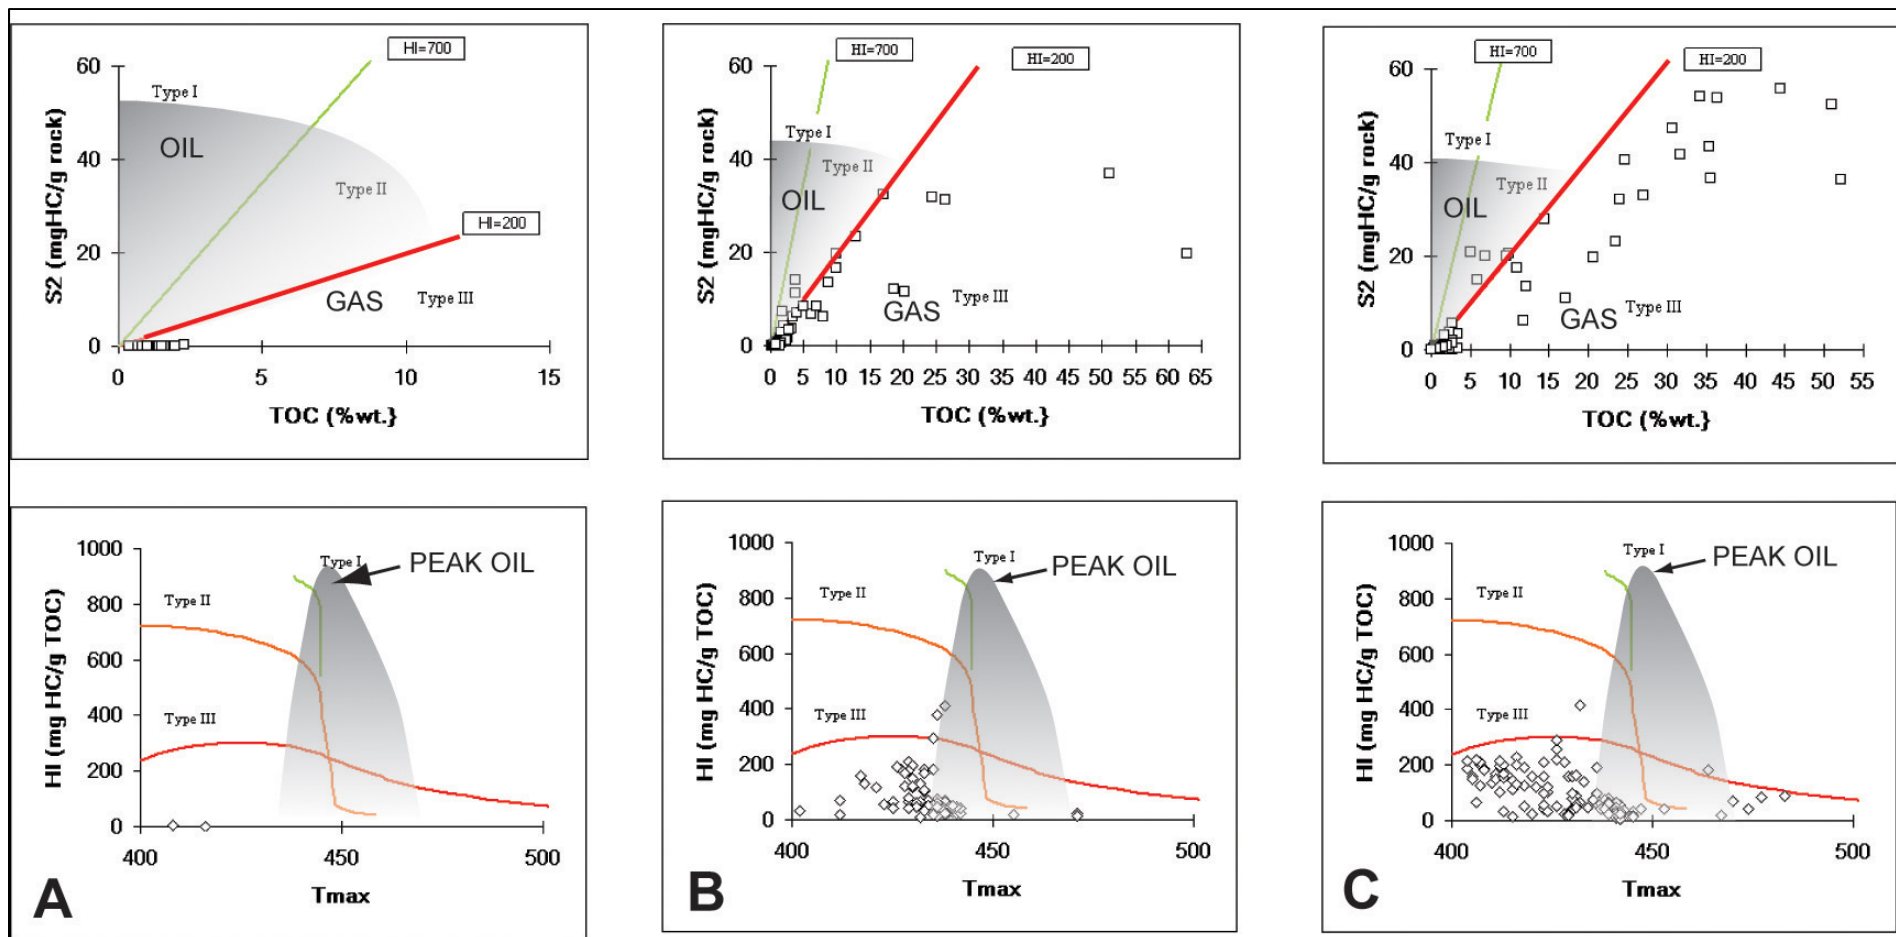 HI=700
60
Type I
OIL
40
Type II
HI=200
20
GAS
Type III
0
0 5 10 15
S2 (mgHC/g rock)
TOC (%wt.}
HI=700
HI=200
60
Type I
40
Type II
OIL
20
GAS
Type III
0
0 5 10 15 20 25 30 35 40 45 50 55 60 65
S2 (mgHC/g rock)
TOC (%wt.}
HI=700
HI=200
60
Type I
40
Type II
OIL
20
GAS
Type III
0
0 5 10 15 20 25 30 35 40 45 50 55
S2 (mgHC/g rock)
TOC (%wt.}
1000
Type I
PEAK OIL
800
Type II
600
400
Type III
200
0
400 450 500
HI (mg HC/g TOC)
Tmax
A
1000
Type I
PEAK OIL
800
Type II
600
400
Type III
200
0
400 450 500
HI (mg HC/g TOC)
Tmax
B
1000
Type I
PEAK OIL
800
Type II
600
400
Type III
200
0
400 450 500
HI (mg HC/g TOC)
Tmax
C